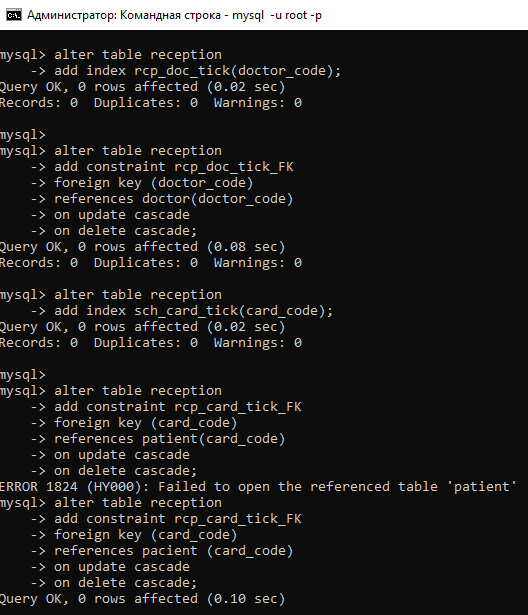 Администратор: Командная строка - mysql -u root -p
mysql> alter table reception
-> add index rcp_doc_tick(doctor_code);
Query OK, 0 rows affected (0.02 sec)
Records: 0 Duplicates: 0 Warnings: 0
mysql>
mysql> alter table reception
-> add constraint rcp_doc_tick_FK
-> foreign key (doctor_code)
-> references doctor(doctor_code)
-> on update cascade
-> on delete cascade;
Query OK, 0 rows affected (0.08 sec)
Records: 0 Duplicates: 0 Warnings: 0
mysql> alter table reception
-> add index sch_card_tick(card_code);
Query OK, 0 rows affected (0.02 sec)
Records: 0 Duplicates: 0 Warnings: 0
mysql>
mysql> alter table reception
-> add constraint rcp_card_tick_FK
-> foreign key (card_code)
-> references patient(card_code)
-> on update cascade
-> on delete cascade;
ERROR 1824 (HY000): Failed to open the referenced table 'patient'
mysql> alter table reception
-> add constraint rcp_card_tick_FK
-> foreign key (card_code)
-> references pacient (card_code)
-> on update cascade
-> on delete cascade;
Query OK, 0 rows affected (0.10 sec)